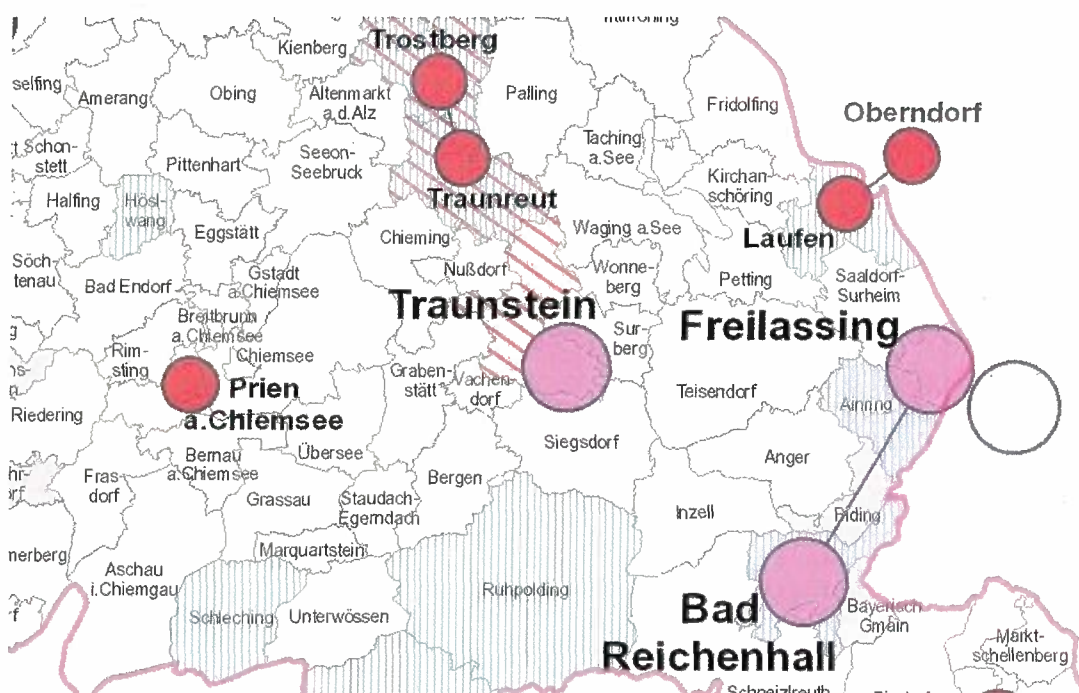 Trostberg
Kienberg
selfing
Amerang
Obing
Altenmarkt
a.d.Alz
Palling
Fridolfing
Oberndorf
Schon-
stett
Pittenhart
Seeon-
Seebruck
Taching
a.See
Kirchan-
schöring
Halfing
Hösl-
wang
Traunreut
Eggstätt
Chieming
Waging a.See
Laufen
Söch-
tenau
Bad Endorf
Gstadt
a.Chiemsee
Nußdorf
Wonne-
berg
Petting
Saaldorf-
Surheim
Traunstein
Freilassing
Breitbrunn
a.Chiemsee
Chiemsee
Rim-
sting
Sur-
berg
Prien
a.Chiemsee
Graben-
stätt
Vachen-
dorf
Teisendorf
Ainring
Riedering
Übersee
Siegsdorf
Bernau
a.Chiemsee
Anger
Fras-
dorf
Grassau
Staudach-
Egerndach
Bergen
Inzell
Piding
merberg
Marquartstein
Aschau
i.Chiemgau
Schleching
Unterwössen
Ruhpolding
Bad
Reichenhall
Bayerisch
Gmain
Markt-
schellenberg
Schneizlreuth